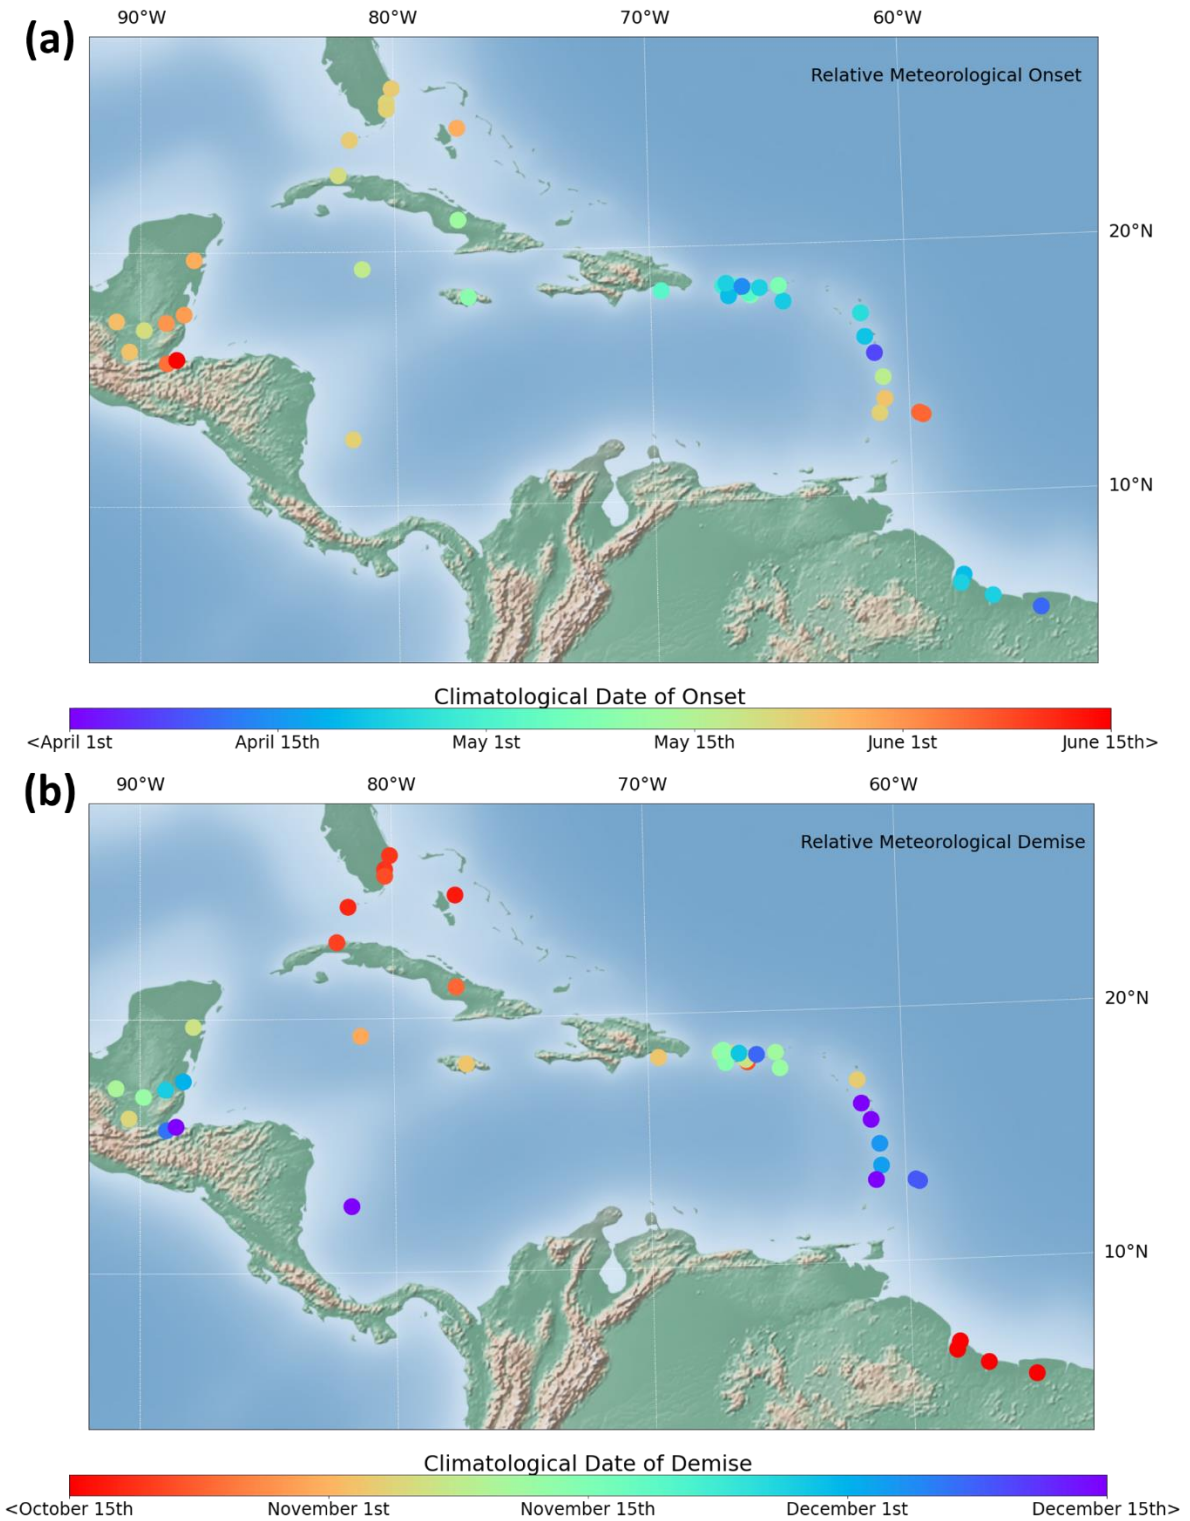 90°W 80°W 70°W 60°W
(a)
Relative Meteorological Onset
20°N
10°N
Climatological Date of Onset
<April 1st April 15th May 1st May 15th June 1st June 15th>
(b)
90°W 80°W 70°W 60°W
Relative Meteorological Demise
20°N
10°N
Climatological Date of Demise
<October 15th November 1st November 15th December 1st December 15th>